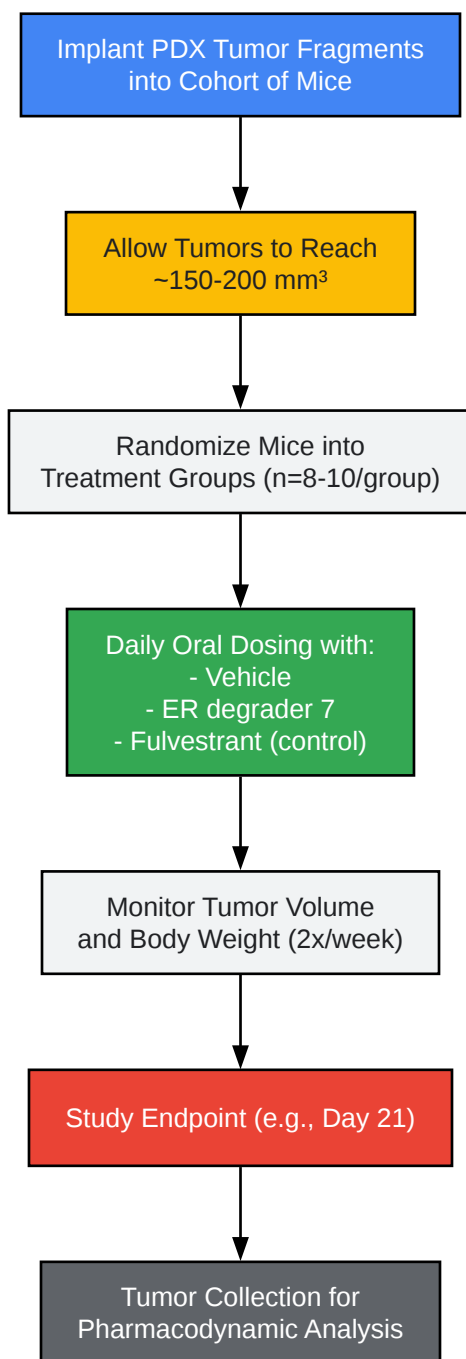 Implant PDX Tumor Fragments
into Cohort of Mice
Allow Tumors to Reach
~150-200 mm³
Randomize Mice into
Treatment Groups (n=8-10/group)
Daily Oral Dosing with:
- Vehicle
- ER degrader 7
- Fulvestrant (control)
Monitor Tumor Volume
and Body Weight (2x/week)
Study Endpoint (e.g., Day 21)
Tumor Collection for
Pharmacodynamic Analysis